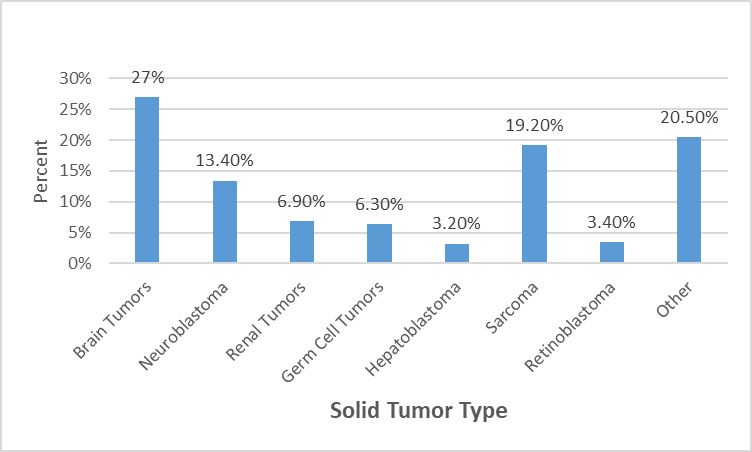 30%
25%
20%
15%
10%
5%
0%
Percent
27%
13.40%
6.90%
6.30%
3.20%
19.20%
3.40%
20.50%
Brain Tumors
Neuroblastoma
Renal Tumors
Germ Cell Tumors
Hepatoblastoma
Sarcoma
Retinoblastoma
Other
Solid Tumor Type